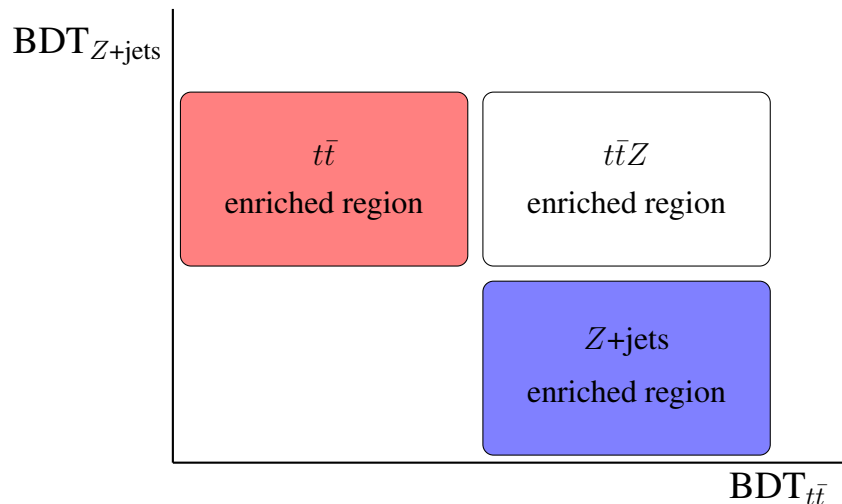 BDT_{Z+jets}
tt̄
enriched region
tt̄Z
enriched region
Z+jets
enriched region
BDT_{tt̄}